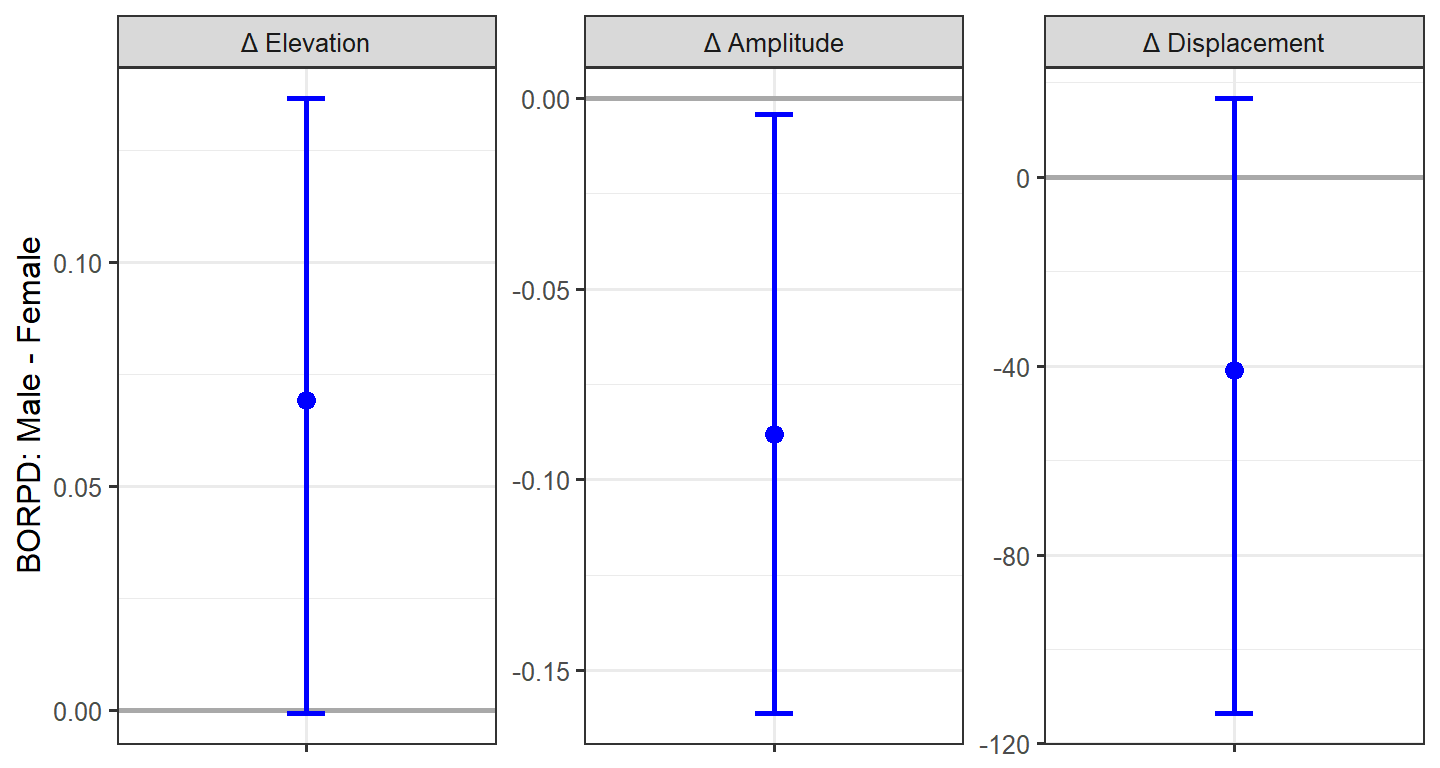 Δ Elevation
Δ Amplitude
Δ Displacement
BORPD: Male - Female
0.10
0.05
0.00
0.00
-0.05
-0.10
-0.15
0
-40
-80
-120